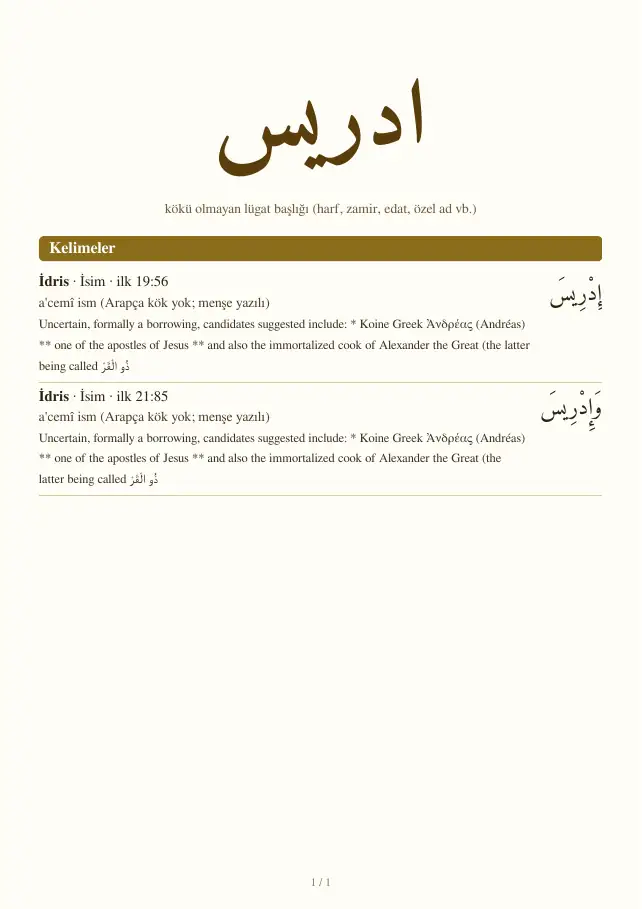 ادريس
kökü olmayan lügat başlığı (harf, zamir, edat, özel ad vb.)
Kelimeler
İdris · İsim · ilk 19:56
إِدْرِيسَ
a'cemî ism (Arapça kök yok; menşe yazılı)
Uncertain, formally a borrowing, candidates suggested include: * Koine Greek Ἀνδρέας (Andréas)
** one of the apostles of Jesus ** and also the immortalized cook of Alexander the Great (the latter
being called ذُو الْقَرْ
İdris · İsim · ilk 21:85
وَإِدْرِيسَ
a'cemî ism (Arapça kök yok; menşe yazılı)
Uncertain, formally a borrowing, candidates suggested include: * Koine Greek Ἀνδρέας (Andréas)
** one of the apostles of Jesus ** and also the immortalized cook of Alexander the Great (the
latter being called ذُو الْقَرْ
1 / 1